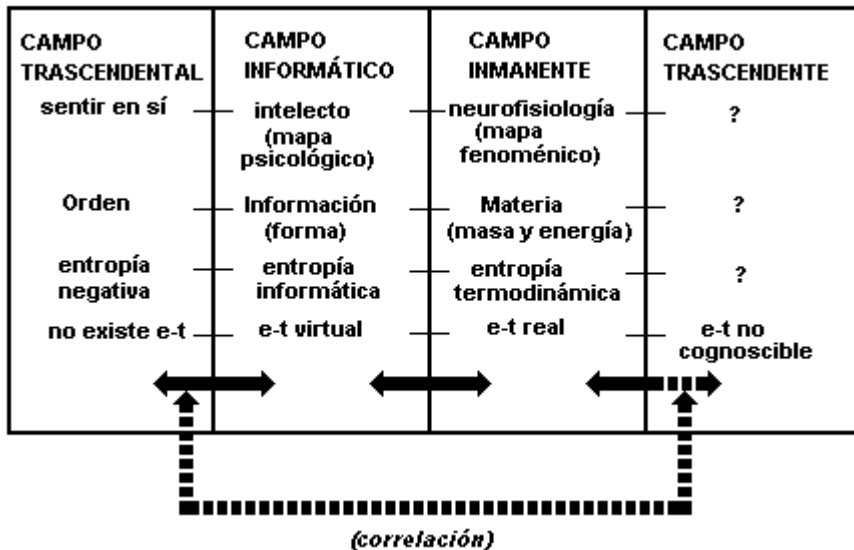 CAMPO
TRASCENDENTAL
CAMPO
INFORMÁTICO
CAMPO
INMANENTE
CAMPO
TRASCENDENTE
sentir en sí
intelecto
(mapa
psicológico)
neurofisiología
(mapa
fenoménico)
?
Orden
Información
(forma)
Materia
(masa y energía)
?
entropía
negativa
entropía
informática
entropía
termodinámica
?
no existe e-t
e-t virtual
e-t real
e-t no
cognoscible
(correlación)